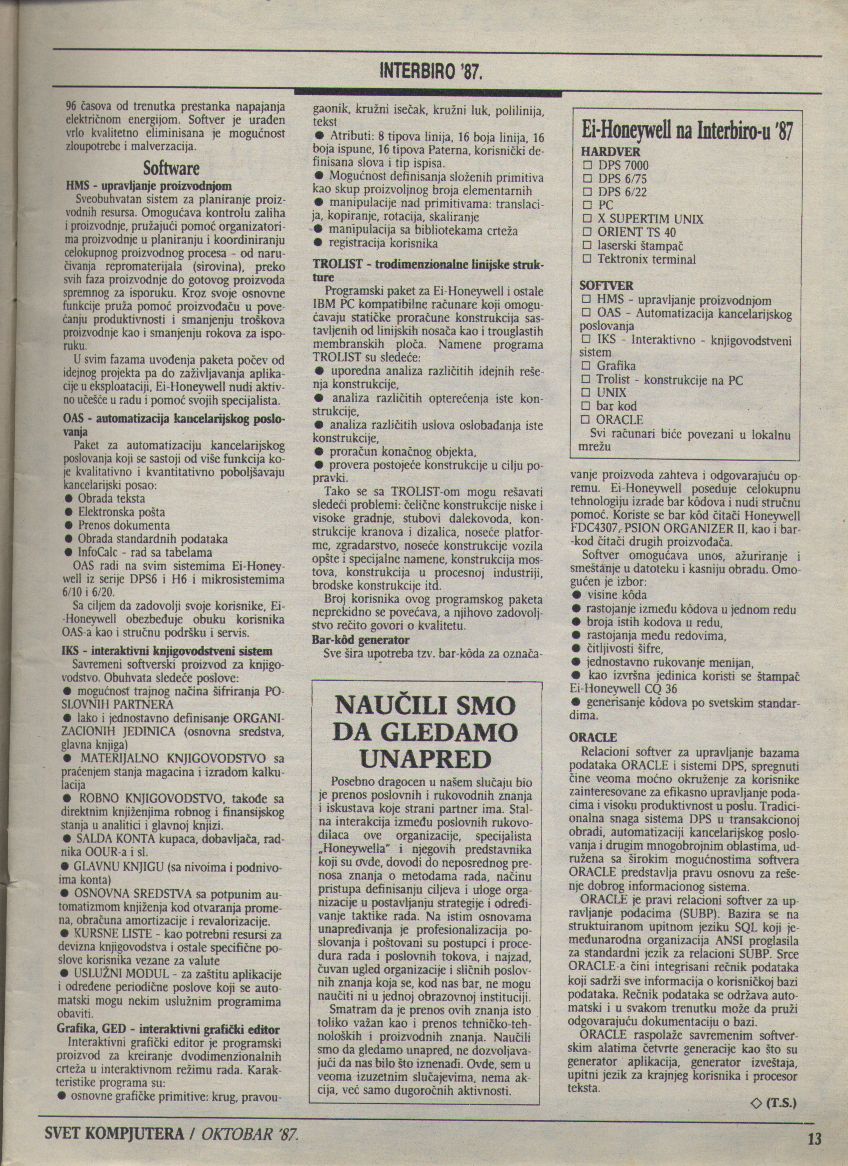 INTERBIRO '87.
96 časova od trenutka prestanka napajanja
električnom energijom. Softver je urađen
vrlo kvalitetno eliminisana je mogućnost
zloupotrebe i malverzacija.
Software
HMS - upravljanje proizvodnjom
Sveobuhvatan sistem za planiranje proiz-
vodnih resursa. Omogućava kontrolu zaliha
i proizvodnje, pružajući pomoć organizatori-
ma proizvodnje u planiranju i koordiniranju
celokupnog proizvodnog procesa - od naru-
čivanja repromaterijala (sirovina), preko
svih faza proizvodnje do gotovog proizvoda
spremnog za isporuku. Kroz svoje osnovne
funkcije pruža pomoć proizvođaču u pove-
ćanju produktivnosti i smanjenju troškova
proizvodnje kao i smanjenju rokova za ispo-
ruku.
U svim fazama uvođenja paketa počev od
idejnog projekta pa do zaživljavanja aplika-
cije u eksploataciji, Ei-Honeywell nudi aktiv-
no učešće u radu i pomoć svojih specijalista.
OAS - automatizacija kancelarijskog poslo-
vanja
Paket za automatizaciju kancelarijskog
poslovanja koji se sastoji od više funkcija ko-
je kvalitativno i kvantitativno poboljšavaju
kancelarijski posao:
● Obrada teksta
● Elektronska pošta
● Prenos dokumenta
● Obrada standardnih podataka
● InfoCalc - rad sa tabelama
OAS radi na svim sistemima Ei-Honey-
well iz serije DPS6 i H6 i mikrosistemima
6/10 i 6/20.
Sa ciljem da zadovolji svoje korisnike, Ei-
-Honeywell obezbeđuje obuku korisnika
OAS-a kao i stručnu podršku i servis.
IKS - interaktivni knjigovodstveni sistem
Savremeni softverski proizvod za knjigo-
vodstvo. Obuhvata sledeće poslove:
● mogućnost trajnog načina šifriranja PO-
SLOVNIH PARTNERA
● lako i jednostavno definisanje ORGANI-
ZACIONIH JEDINICA (osnovna sredstva,
glavna knjiga)
● MATERIJALNO KNJIGOVODSTVO sa
praćenjem stanja magacina i izradom kalku-
lacija
● ROBNO KNJIGOVODSTVO, takođe sa
direktnim knjiženjima robnog i finansijskog
stanja u analitici i glavnoj knjizi.
● SALDA KONTA kupaca, dobavljača, rad-
nika OOUR-a i sl.
● GLAVNU KNJIGU (sa nivoima i podnivo-
ima konta)
● OSNOVNA SREDSTVA sa potpunim au-
tomatizmom knjiženja kod otvaranja prome-
na, obračuna amortizacije i revalorizacije.
● KURSNE LISTE - kao potrebni resursi za
devizna knjigovodstva i ostale specifične po-
slove korisnika vezane za valute
● USLUŽNI MODUL - za zaštitu aplikacije
i određene periodične poslove koji se auto-
matski mogu nekim uslužnim programima
obaviti.
Grafika, GED - interaktivni grafički editor
Interaktivni grafički editor je programski
proizvod za kreiranje dvodimenzionalnih
crteža u interaktivnom režimu rada. Karak-
teristike programa su:
● osnovne grafičke primitive: krug, pravou-
gaonik, kružni isečak, kružni luk, polilinija,
tekst
● Atributi: 8 tipova linija, 16 boja linija, 16
boja ispune, 16 tipova Paterna, korisnički de-
finisana slova i tip ispisa.
● Mogućnost definisanja složenih primitiva
kao skup proizvoljnog broja elementarnih
● manipulacije nad primitivama: translaci-
ja, kopiranje, rotacija, skaliranje
● manipulacija sa bibliotekama crteža
● registracija korisnika
TROLIST - trodimenzionalne linijske struk-
ture
Programski paket za Ei-Honeywell i ostale
IBM PC kompatibilne računare koji omogu-
ćavaju statičke proračune konstrukcija sas-
tavljenih od linijskih nosača kao i trouglastih
membranskih ploča. Namene programa
TROLIST su sledeće:
● uporedna analiza različitih idejnih reše-
nja konstrukcije,
● analiza različitih opterećenja iste kon-
strukcije,
● analiza različitih uslova oslobađanja iste
konstrukcije,
● proračun konačnog objekta,
● provera postojeće konstrukcije u cilju po-
pravki.
Tako se sa TROLIST-om mogu rešavati
sledeći problemi: čelične konstrukcije niske i
visoke gradnje, stubovi dalekovoda, kon-
strukcije kranova i dizalica, noseće platfor-
me, zgradarstvo, noseće konstrukcije vozila
opšte i specijalne namene, konstrukcija mos-
tova, konstrukcija u procesnoj industriji,
brodske konstrukcije itd.
Broj korisnika ovog programskog paketa
neprekidno se povećava, a njihovo zadovolj-
stvo rečito govori o kvalitetu.
Bar-kôd generator
Sve šira upotreba tzv. bar-kôda za označa-
NAUČILI SMO
DA GLEDAMO
UNAPRED
Posebno dragocen u našem slučaju bio
je prenos poslovnih i rukovodnih znanja
i iskustava koje strani partner ima. Stal-
na interakcija između poslovnih rukovo-
dilaca ove organizacije, specijalista
„Honeywella" i njegovih predstavnika
koji su ovde, dovodi do neposrednog pre-
nosa znanja o metodama rada, načinu
pristupa definisanju ciljeva i uloge orga-
nizacije u postavljanju strategije i određi-
vanje taktike rada. Na istim osnovama
unapređivanja je profesionalizacija po-
slovanja i poštovani su postupci i proce-
dura rada i poslovnih tokova, i najzad,
čuvan ugled organizacije i sličnih poslov-
nih znanja koja se, kod nas bar, ne mogu
naučiti ni u jednoj obrazovnoj instituciji.
Smatram da je prenos ovih znanja isto
toliko važan kao i prenos tehničko-teh-
noloških i proizvodnih znanja. Naučili
smo da gledamo unapred, ne dozvoljava-
jući da nas bilo što iznenadi. Ovde, sem u
veoma izuzetnim slučajevima, nema ak-
cija, već samo dugoročnih aktivnosti.
Ei-Honeywell na Interbiro-u '87
HARDVER
□ DPS 7000
□ DPS 6/75
□ DPS 6/22
□ PC
□ X SUPERTIM UNIX
□ ORIENT TS 40
□ laserski štampač
□ Tektronix terminal
SOFTVER
□ HMS - upravljanje proizvodnjom
□ OAS - Automatizacija kancelarijskog
poslovanja
□ IKS - Interaktivno - knjigovodstveni
sistem
□ Grafika
□ Trolist - konstrukcije na PC
□ UNIX
□ bar kod
□ ORACLE
Svi računari biće povezani u lokalnu
mrežu
vanje proizvoda zahteva i odgovarajuću op-
remu. Ei-Honeywell poseduje celokupnu
tehnologiju izrade bar kôdova i nudi stručnu
pomoć. Koriste se bar kôd čitači Honeywell
FDC4307, PSION ORGANIZER II, kao i bar-
-kod čitači drugih proizvođača.
Softver omogućava unos, ažuriranje i
smeštanje u datoteku i kasniju obradu. Omo-
gućen je izbor:
● visine kôda
● rastojanje između kôdova u jednom redu
● broja istih kodova u redu,
● rastojanja među redovima,
● čitljivosti šifre,
● jednostavno rukovanje menijan,
● kao izvršna jedinica koristi se štampač
Ei-Honeywell CQ 36
● generisanje kôdova po svetskim standar-
dima.
ORACLE
Relacioni softver za upravljanje bazama
podataka ORACLE i sistemi DPS, spregnuti
čine veoma moćno okruženje za korisnike
zainteresovane za efikasno upravljanje poda-
cima i visoku produktivnost u poslu. Tradici-
onalna snaga sistema DPS u transakcionoj
obradi, automatizaciji kancelarijskog poslo-
vanja i drugim mnogobrojnim oblastima, ud-
ružena sa širokim mogućnostima softvera
ORACLE predstavlja pravu osnovu za reše-
nje dobrog informacionog sistema.
ORACLE je pravi relacioni softver za up-
ravljanje podacima (SUBP). Bazira se na
struktuiranom upitnom jeziku SQL koji je-
međunarodna organizacija ANSI proglasila
za standardni jezik za relacioni SUBP. Srce
ORACLE-a čini integrisani rečnik podataka
koji sadrži sve informacija o korisničkoj bazi
podataka. Rečnik podataka se održava auto-
matski i u svakom trenutku može da pruži
odgovarajuću dokumentaciju o bazi.
ORACLE raspolaže savremenim softver-
skim alatima četvrte generacije kao što su
generator aplikacija, generator izveštaja,
upitni jezik za krajnjeg korisnika i procesor
teksta.
◇ (T.S.)
SVET KOMPJUTERA / OKTOBAR '87.
13